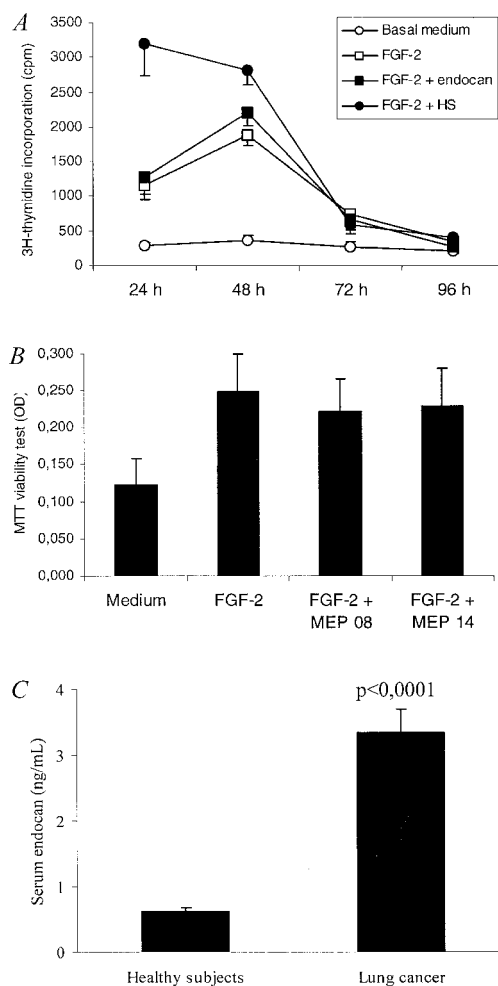 A
3H-thymidine incorporation (cpm)
3500
3000
2500
2000
1500
1000
500
0
24 h 48 h 72 h 96 h
Basal medium
FGF-2
FGF-2 + endocan
FGF-2 + HS
B
MTT viability test (OD)
0,300
0,250
0,200
0,150
0,100
0,050
0,000
Medium FGF-2 FGF-2 + FGF-2 +
MEP 08 MEP 14
C
Serum endocan (ng/mL)
4
3
2
1
0
p<0,0001
Healthy subjects Lung cancer